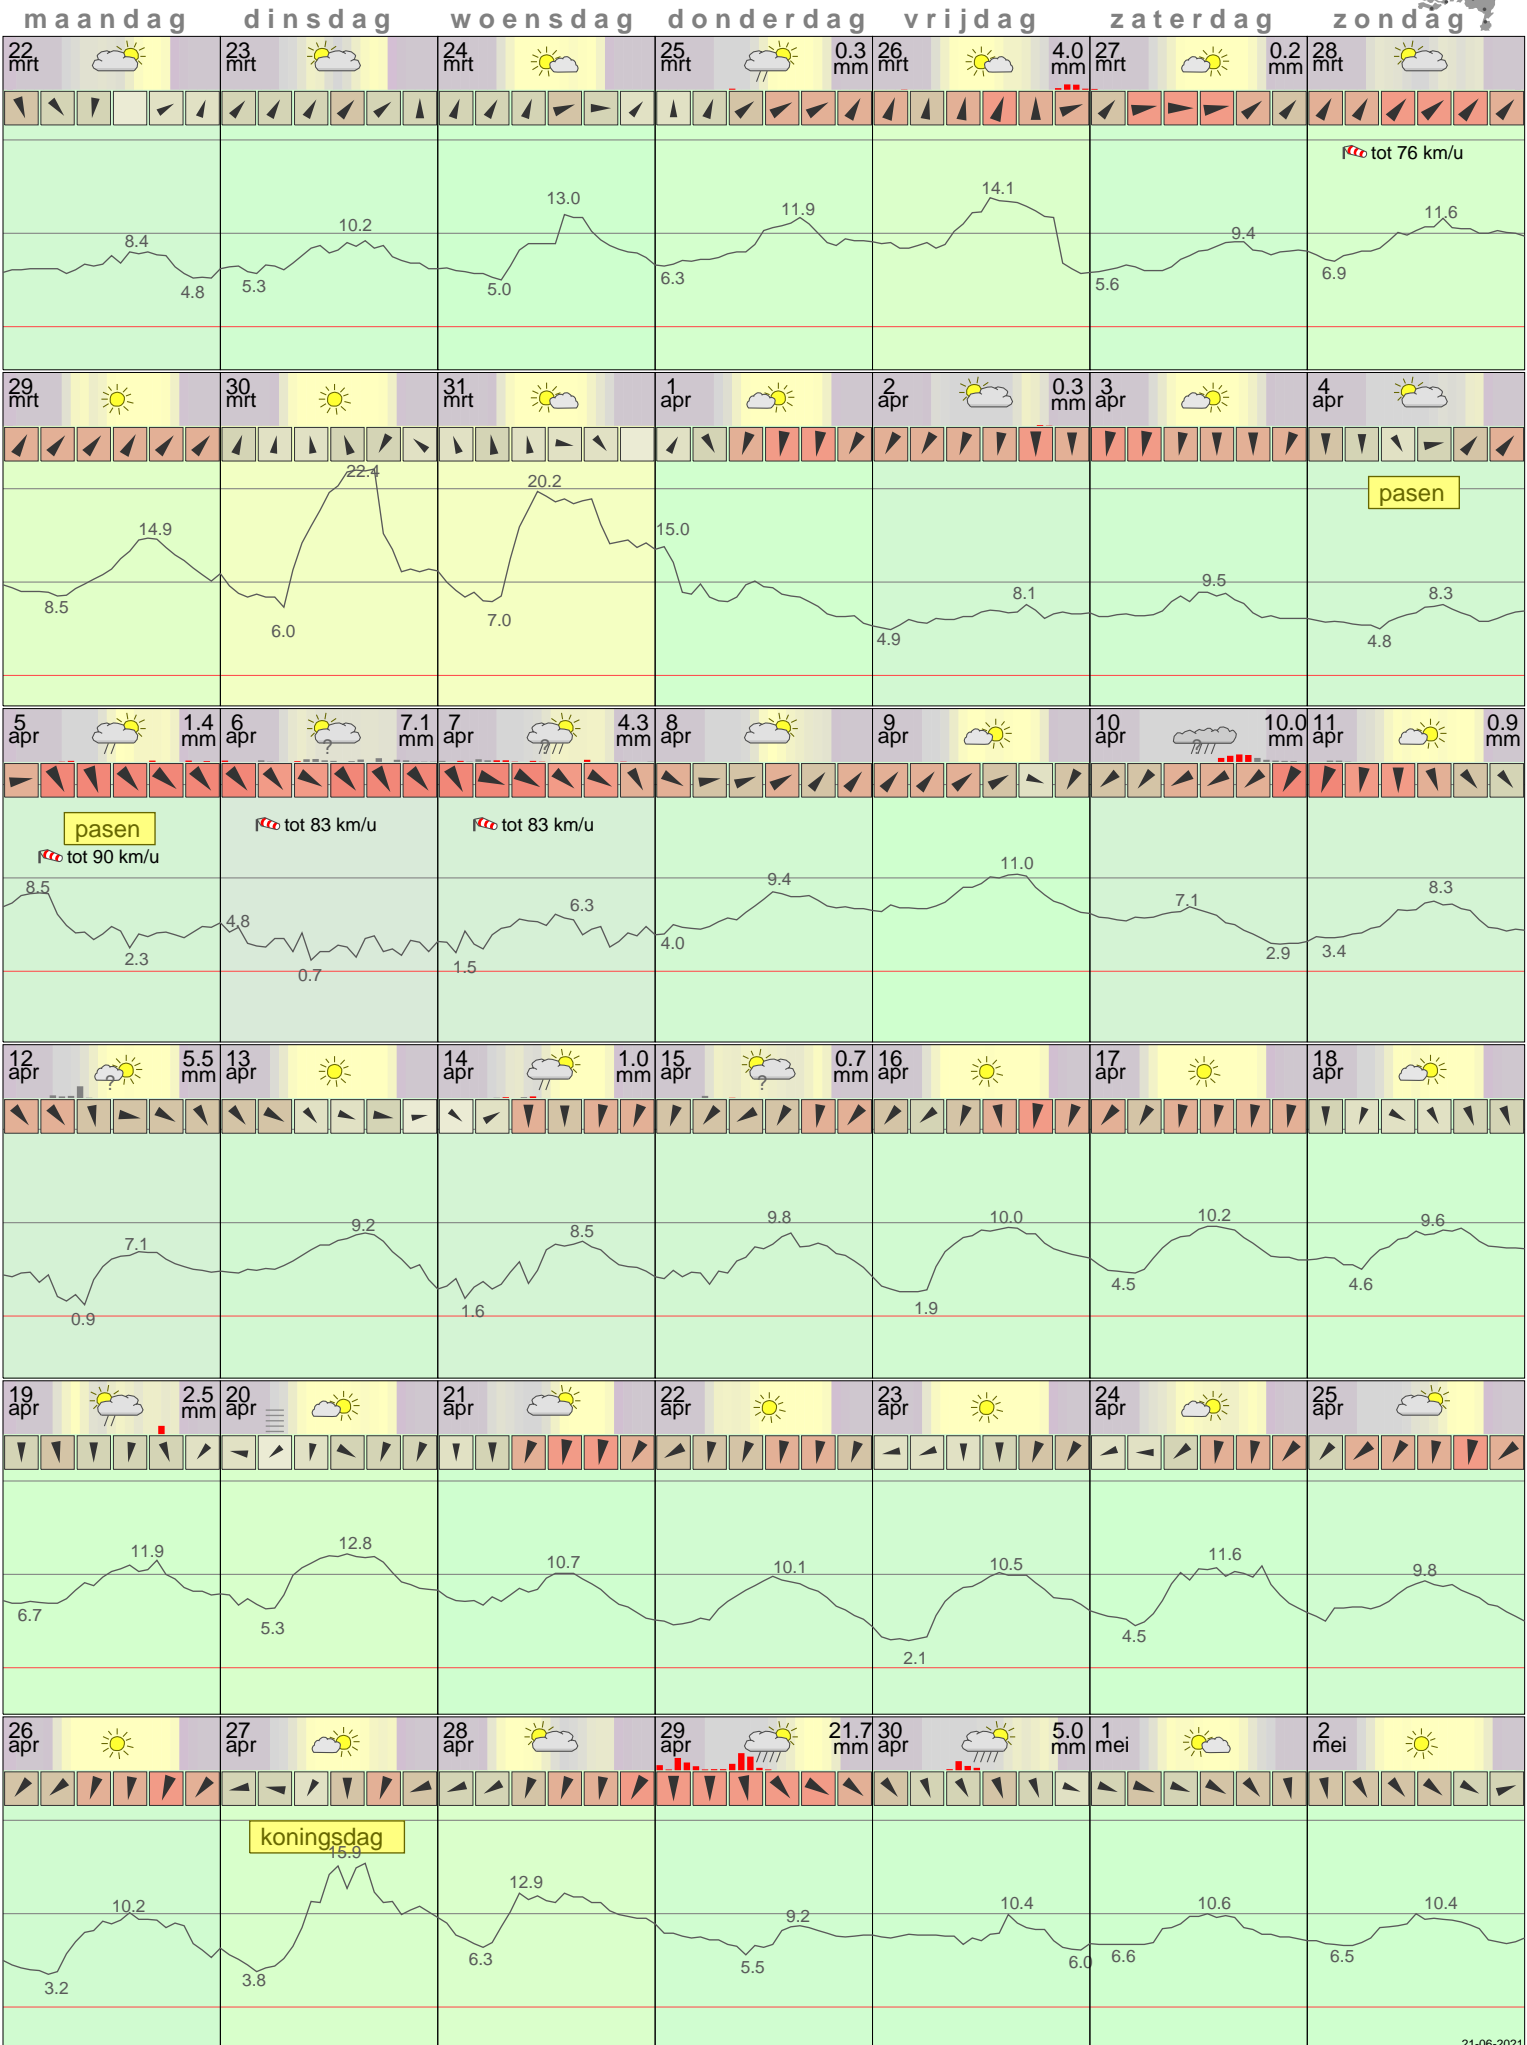 maandag dinsdag woensdag donderdag vrijdag zaterdag zondag
22 23 24 25 0.3 26 4.0 27 0.2 28
mrt mrt mrt mrt mm mrt mm mrt mm mrt
tot 76 km/u
14.1
13.0
11.9 11.6
10.2
8.4 9.4
4.8 5.3 5.0 6.3 5.6 6.9
29 30 31 1 2 0.3 3 4
mrt mrt mrt apr apr mm apr apr
22.4
20.2
pasen
14.9 15.0
9.5
8.5 8.1 8.3
6.0 7.0 4.9 4.8
5 1.4 6 7.1 7 4.3 8 9 10 10.0 11 0.9
apr mm apr mm apr mm apr apr apr mm apr mm
? ? ?
pasen tot 83 km/u tot 83 km/u
tot 90 km/u
8.5 9.4 11.0 8.3
4.8 6.3 7.1
2.3 0.7 1.5 4.0 2.9 3.4
12 5.5 13 14 1.0 15 0.7 16 17 18
apr mm apr apr mm apr mm apr apr apr
? ?
7.1 9.2 8.5 9.8 10.0 10.2 9.6
0.9 1.6 1.9 4.5 4.6
19 2.5 20 21 22 23 24 25
apr mm apr apr apr apr apr apr
11.9 12.8 10.7 10.1 10.5 11.6 9.8
6.7 5.3 2.1 4.5
26 27 28 29 21.7 30 5.0 1 2
apr apr apr apr mm apr mm mei mei
koningsdag
15.9
12.9
10.2 9.2 10.4 10.6 10.4
3.2 3.8 6.3 5.5 6.0 6.6 6.5
21-06-2021